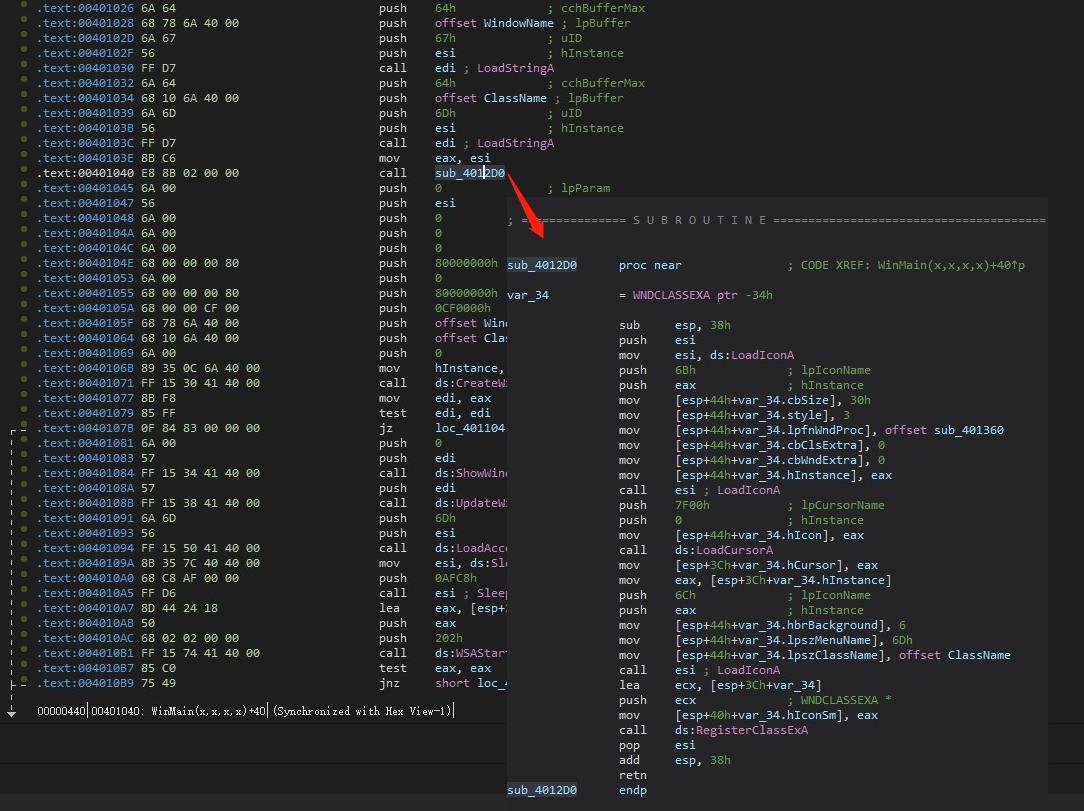 .text:00401026 6A 64 push 64h ; cchBufferMax
.text:00401028 68 78 6A 40 00 push offset WindowName ; lpBuffer
.text:0040102D 6A 67 push 67h ; uID
.text:0040102F 56 push esi ; hInstance
.text:00401030 FF D7 call edi ; LoadStringA
.text:00401032 6A 64 push 64h ; cchBufferMax
.text:00401034 68 10 6A 40 00 push offset ClassName ; lpBuffer
.text:00401039 6A 6D push 6Dh ; uID
.text:0040103B 56 push esi ; hInstance
.text:0040103C FF D7 call edi ; LoadStringA
.text:0040103E 8B C6 mov eax, esi
.text:00401040 E8 8B 02 00 00 call sub_4012D0
.text:00401045 6A 00 push 0 ; lpParam
.text:00401047 56 push esi
.text:00401048 6A 00 push 0
.text:0040104A 6A 00 push 0
.text:0040104C 6A 00 push 0
.text:0040104E 68 00 00 00 80 push 80000000h
.text:00401053 6A 00 push 0
.text:00401055 68 00 00 00 80 push 80000000h
.text:0040105A 68 00 00 CF 00 push 0CF0000h
.text:0040105F 68 78 6A 40 00 push offset Win
.text:00401064 68 10 6A 40 00 push offset Clas
.text:00401069 6A 00 push 0
.text:0040106B 89 35 0C 6A 40 00 mov hInstance,
.text:00401071 FF 15 30 41 40 00 call ds:CreateWi
.text:00401077 8B F8 mov edi, eax
.text:00401079 85 FF test edi, edi
.text:0040107B 0F 84 83 00 00 00 jz loc_401104
.text:00401081 6A 00 push 0
.text:00401083 57 push edi
.text:00401084 FF 15 34 41 40 00 call ds:ShowWind
.text:0040108A 57 push edi
.text:0040108B FF 15 38 41 40 00 call ds:UpdateWi
.text:00401091 6A 6D push 6Dh
.text:00401093 56 push esi
.text:00401094 FF 15 50 41 40 00 call ds:LoadAcce
.text:0040109A 8B 35 7C 40 40 00 mov esi, ds:Sle
.text:004010A0 68 C8 AF 00 00 push 0AFC8h
.text:004010A5 FF D6 call esi ; Sleep
.text:004010A7 8D 44 24 18 lea eax, [esp+
.text:004010AB 50 push eax
.text:004010AC 68 02 02 00 00 push 202h
.text:004010B1 FF 15 74 41 40 00 call ds:WSAStar
.text:004010B7 85 C0 test eax, eax
.text:004010B9 75 49 jnz short loc_4
00000440 00401040: WinMain(x,x,x,x)+40 (Synchronized with Hex View-1)
; =============== S U B R O U T I N E =======================================
sub_4012D0 proc near ; CODE XREF: WinMain(x,x,x,x)+40↑p
var_34 = WNDCLASSEXA ptr -34h
sub esp, 38h
push esi
mov esi, ds:LoadIconA
push 6Bh ; lpIconName
push eax ; hInstance
mov [esp+44h+var_34.cbSize], 30h
mov [esp+44h+var_34.style], 3
mov [esp+44h+var_34.lpfnWndProc], offset sub_401360
mov [esp+44h+var_34.cbClsExtra], 0
mov [esp+44h+var_34.cbWndExtra], 0
mov [esp+44h+var_34.hInstance], eax
call esi ; LoadIconA
push 7F00h ; lpCursorName
push 0 ; hInstance
mov [esp+44h+var_34.hIcon], eax
call ds:LoadCursorA
mov [esp+3Ch+var_34.hCursor], eax
mov eax, [esp+3Ch+var_34.hInstance]
push 6Ch ; lpIconName
push eax ; hInstance
mov [esp+44h+var_34.hbrBackground], 6
mov [esp+44h+var_34.lpszMenuName], 6Dh
mov [esp+44h+var_34.lpszClassName], offset ClassName
call esi ; LoadIconA
lea ecx, [esp+3Ch+var_34]
push ecx ; WNDCLASSEXA *
mov [esp+40h+var_34.hIconSm], eax
call ds:RegisterClassExA
pop esi
add esp, 38h
retn
sub_4012D0 endp